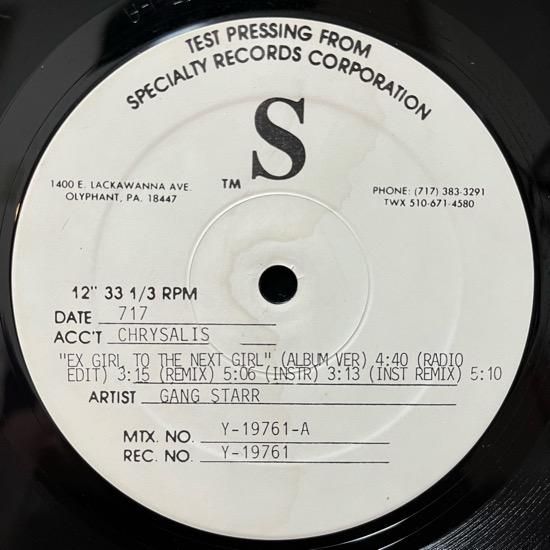 TEST PRESSING FROM
SPECIALTY RECORDS CORPORATION
S
TM
1400 E. LACKAWANNA AVE.
OLYPHANT, PA. 18447
PHONE: (717) 383-3291
TWX 510-671-4580
12" 33 1/3 RPM
DATE 717
ACC'T CHRYSALIS
"EX GIRL TO THE NEXT GIRL" (ALBUM VER) 4:40 (RADIO
EDIT) 3:15 (REMIX) 5:06 (INSTR) 3:13 (INST REMIX) 5:10
ARTIST GANG STARR
MTX. NO. Y-19761-A
REC. NO. Y-19761